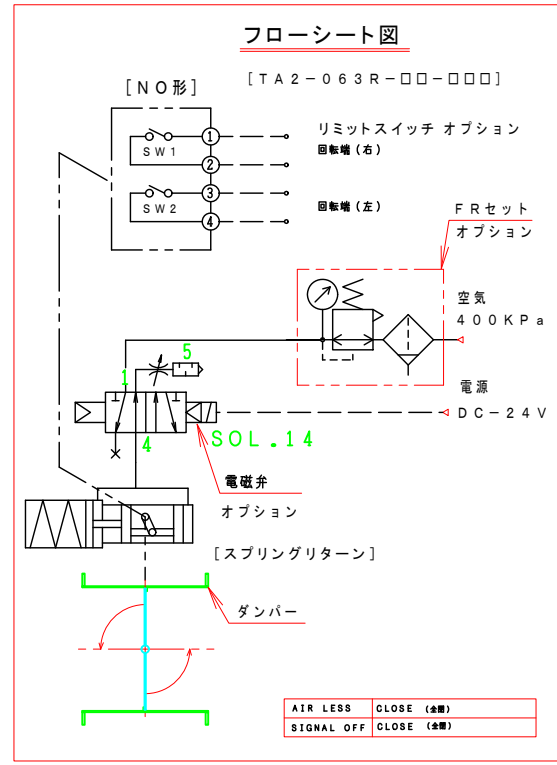 フローシート図
[NO形]
[TA2-063R-□□-□□□]
1
SW1
2
3
SW2
4
リミットスイッチ オプション
回転端(右)
回転端(左)
FRセット
オプション
空気
400KPa
電源
DC-24V
5
1
4
SOL.14
電磁弁
オプション
[スプリングリターン]
ダンパー
AIR LESS CLOSE (全閉)
SIGNAL OFF CLOSE (全閉)